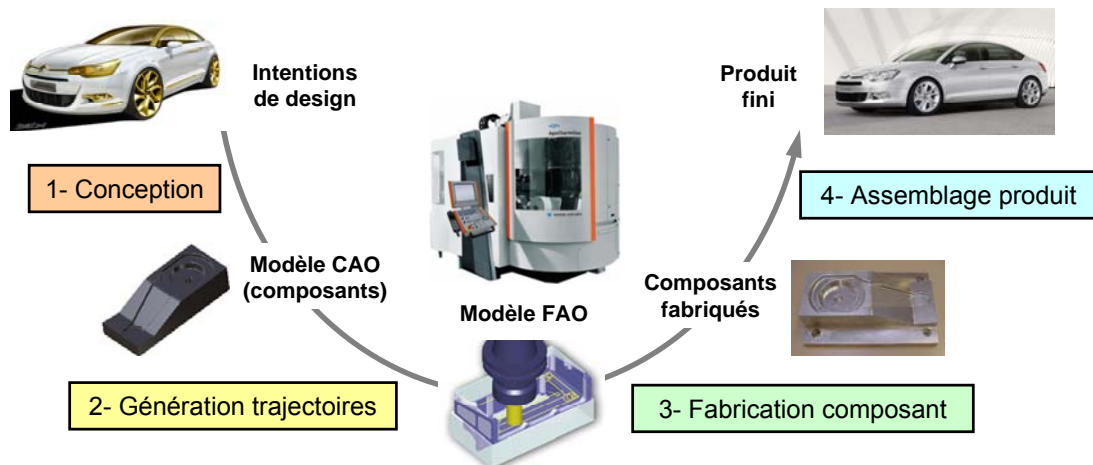 Intentions
de design
Produit
fini
1- Conception
4- Assemblage produit
Modèle CAO
(composants)
Modèle FAO
Composants
fabriqués
2- Génération trajectoires
3- Fabrication composant